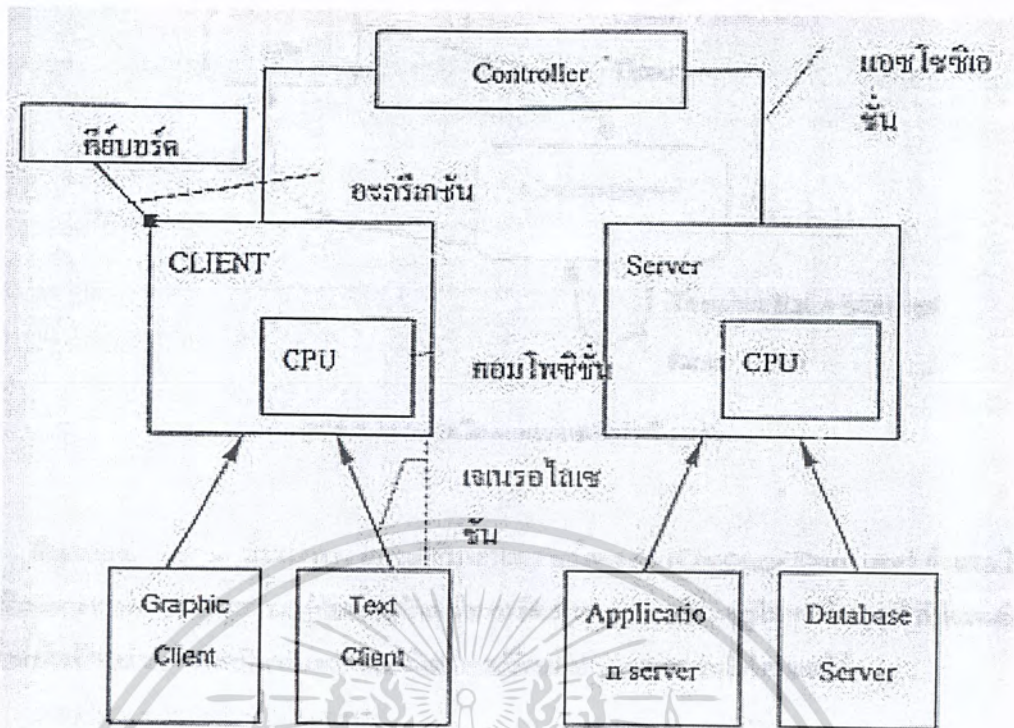 Controller
แอซโซซิเอ
ชั่น
คีย์บอร์ด
อะกรีเกชัน
CLIENT
Server
CPU
คอมโพซิชั่น
CPU
เจเนรอไลเซ
ชั่น
Graphic
Client
Text
Client
Applicatio
n server
Database
Server